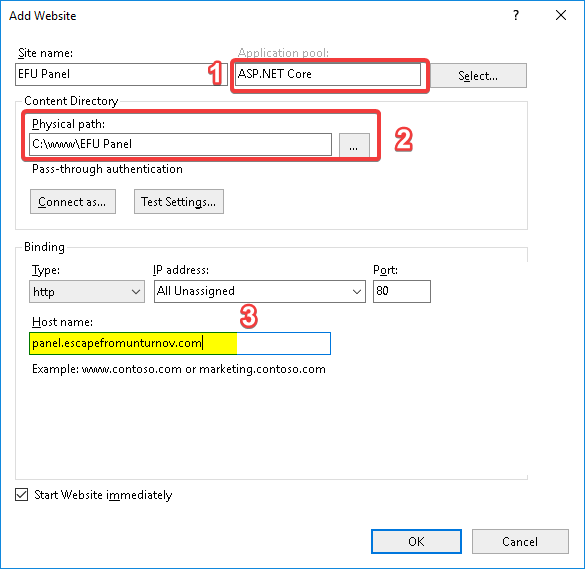 Add Website
?
Site name:
Application pool:
EFU Panel
1
ASP.NET Core
Select...
Content Directory
Physical path:
C:\www\EFU Panel
...
2
Pass-through authentication
Connect as...
Test Settings...
Binding
Type:
IP address:
Port:
http
All Unassigned
80
Host name:
3
panel.escapefromunturnov.com
Example: www.contoso.com or marketing.contoso.com
Start Website immediately
OK
Cancel